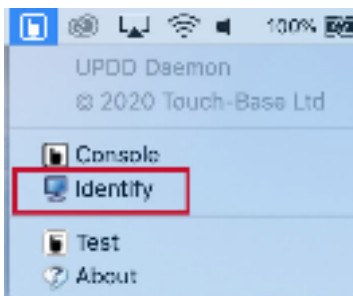 100%
UPDD Daemon
© 2020 Touch-Base Ltd
Console
Identify
Test
About